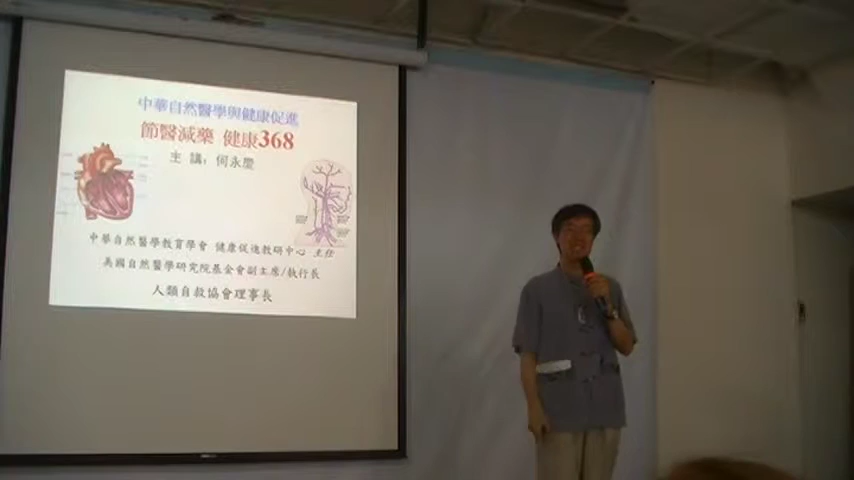 中華自然醫學與健康促進
節醫減藥 健康368
主 講：何永慶
中華自然醫學教育學會 健康促進教研中心 主任
美國自然醫學研究院基金會副主席/執行長
人類自救協會理事長